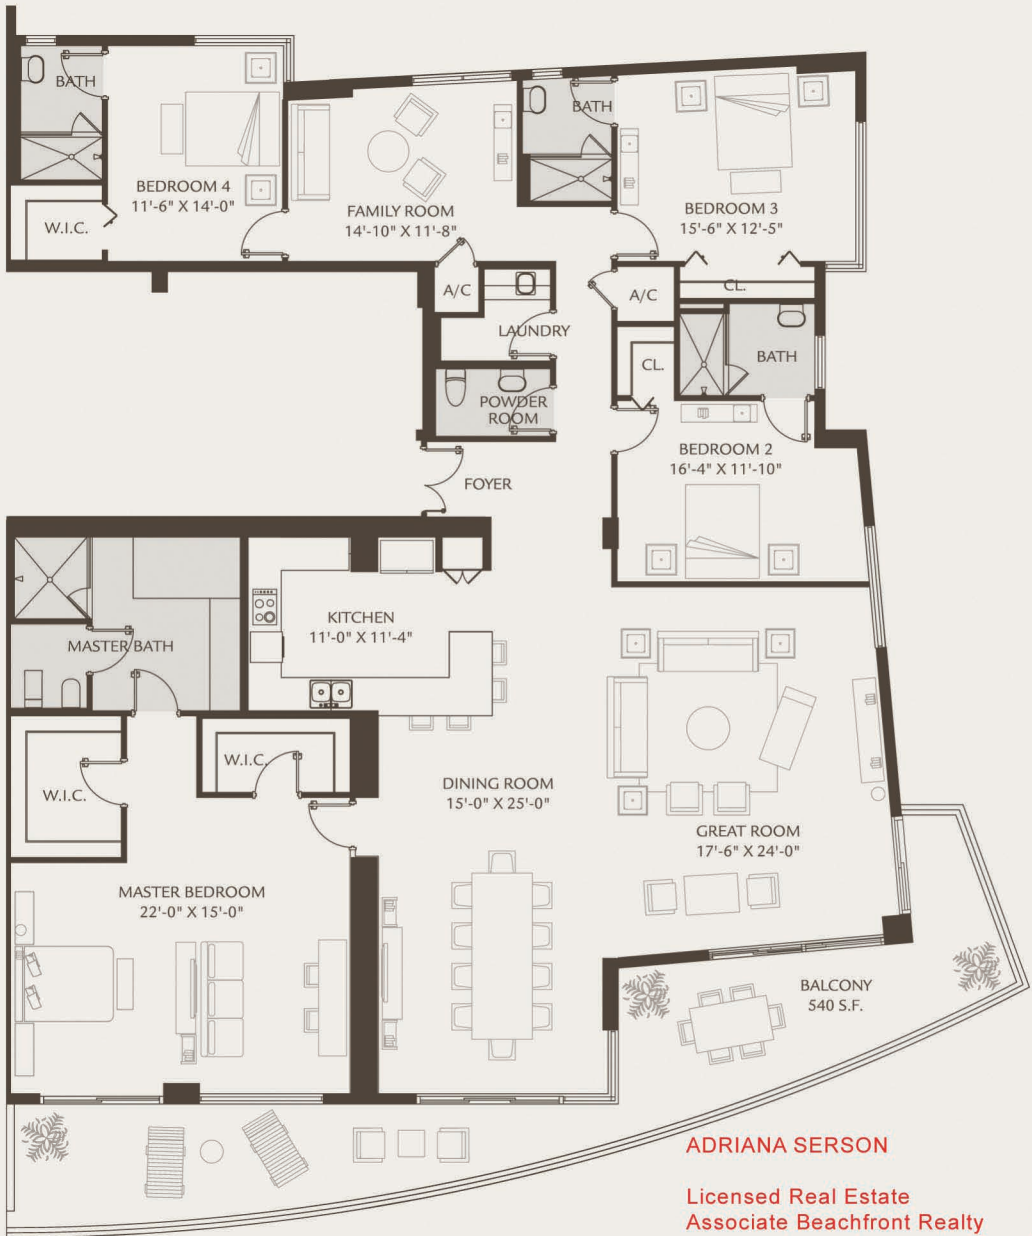 BATH
BEDROOM 4
11'-6" X 14'-0"
W.I.C.
FAMILY ROOM
14'-10" X 11'-8"
BATH
BEDROOM 3
15'-6" X 12'-5"
A/C
A/C
CL.
LAUNDRY
CL.
BATH
POWDER
ROOM
BEDROOM 2
16'-4" X 11'-10"
FOYER
KITCHEN
11'-0" X 11'-4"
MASTER BATH
W.I.C.
W.I.C.
DINING ROOM
15'-0" X 25'-0"
GREAT ROOM
17'-6" X 24'-0"
MASTER BEDROOM
22'-0" X 15'-0"
BALCONY
540 S.F.
ADRIANA SERSON
Licensed Real Estate
Associate Beachfront Realty